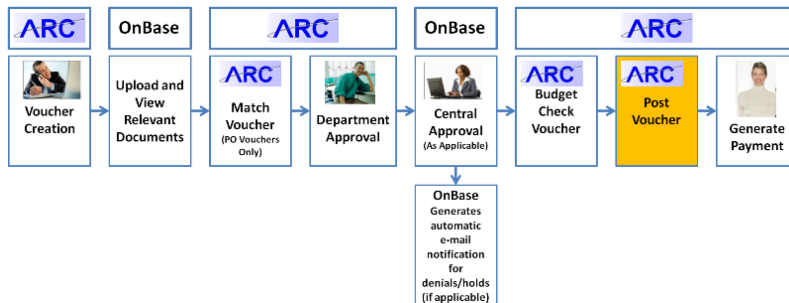 ARC
OnBase
ARC
OnBase
ARC
Voucher
Creation
Upload and
View
Relevant
Documents
ARC
Match
Voucher
(PO Vouchers
Only)
Department
Approval
Central
Approval
(As Applicable)
ARC
Budget
Check
Voucher
ARC
Post
Voucher
Generate
Payment
OnBase
Generates
automatic
e-mail
notification
for
denials/holds
(if applicable)